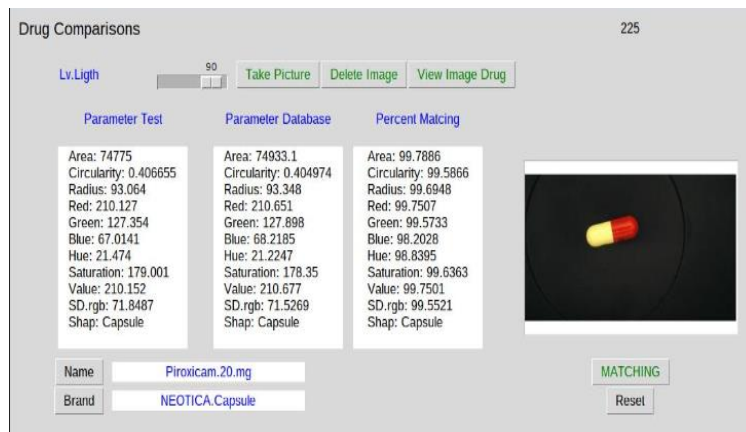 Drug Comparisons
225
Lv.Ligth
90
Take Picture
Delete Image
View Image Drug
Parameter Test
Parameter Database
Percent Matcing
Area: 74775
Circularity: 0.406655
Radius: 93.064
Red: 210.127
Green: 127.354
Blue: 67.0141
Hue: 21.474
Saturation: 179.001
Value: 210.152
SD.rgb: 71.8487
Shap: Capsule
Area: 74933.1
Circularity: 0.404974
Radius: 93.348
Red: 210.651
Green: 127.898
Blue: 68.2185
Hue: 21.2247
Saturation: 178.35
Value: 210.677
SD.rgb: 71.5269
Shap: Capsule
Area: 99.7886
Circularity: 99.5866
Radius: 99.6948
Red: 99.7507
Green: 99.5733
Blue: 98.2028
Hue: 98.8395
Saturation: 99.6363
Value: 99.7501
SD.rgb: 99.5521
Shap: Capsule
Name
Piroxicam.20.mg
Brand
NEOTICA.Capsule
MATCHING
Reset